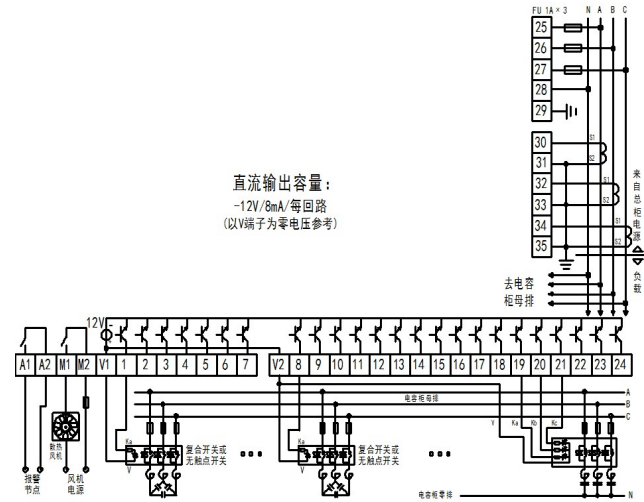 FU 1A×3 N A B C
25
26
27
28
29
30 S1
31 S2
32 S1
33 S2
34 S1
35 S2
来自总柜电源
负载
直流输出容量：
-12V/8mA/每回路
(以V端子为零电压参考)
去电容
柜母排
12V
A1 A2 M1 M2 V1 1 2 3 4 5 6 7 V2 8 9 10 11 12 13 14 15 16 17 18 19 20 21 22 23 24
A
电容柜母排 B
C
V Ka Kb Kc
散热
风机
Ka
V
复合开关或
无触点开关
Ka
V
复合开关或
无触点开关
报警
节点
风机
电源
电容柜零排 N